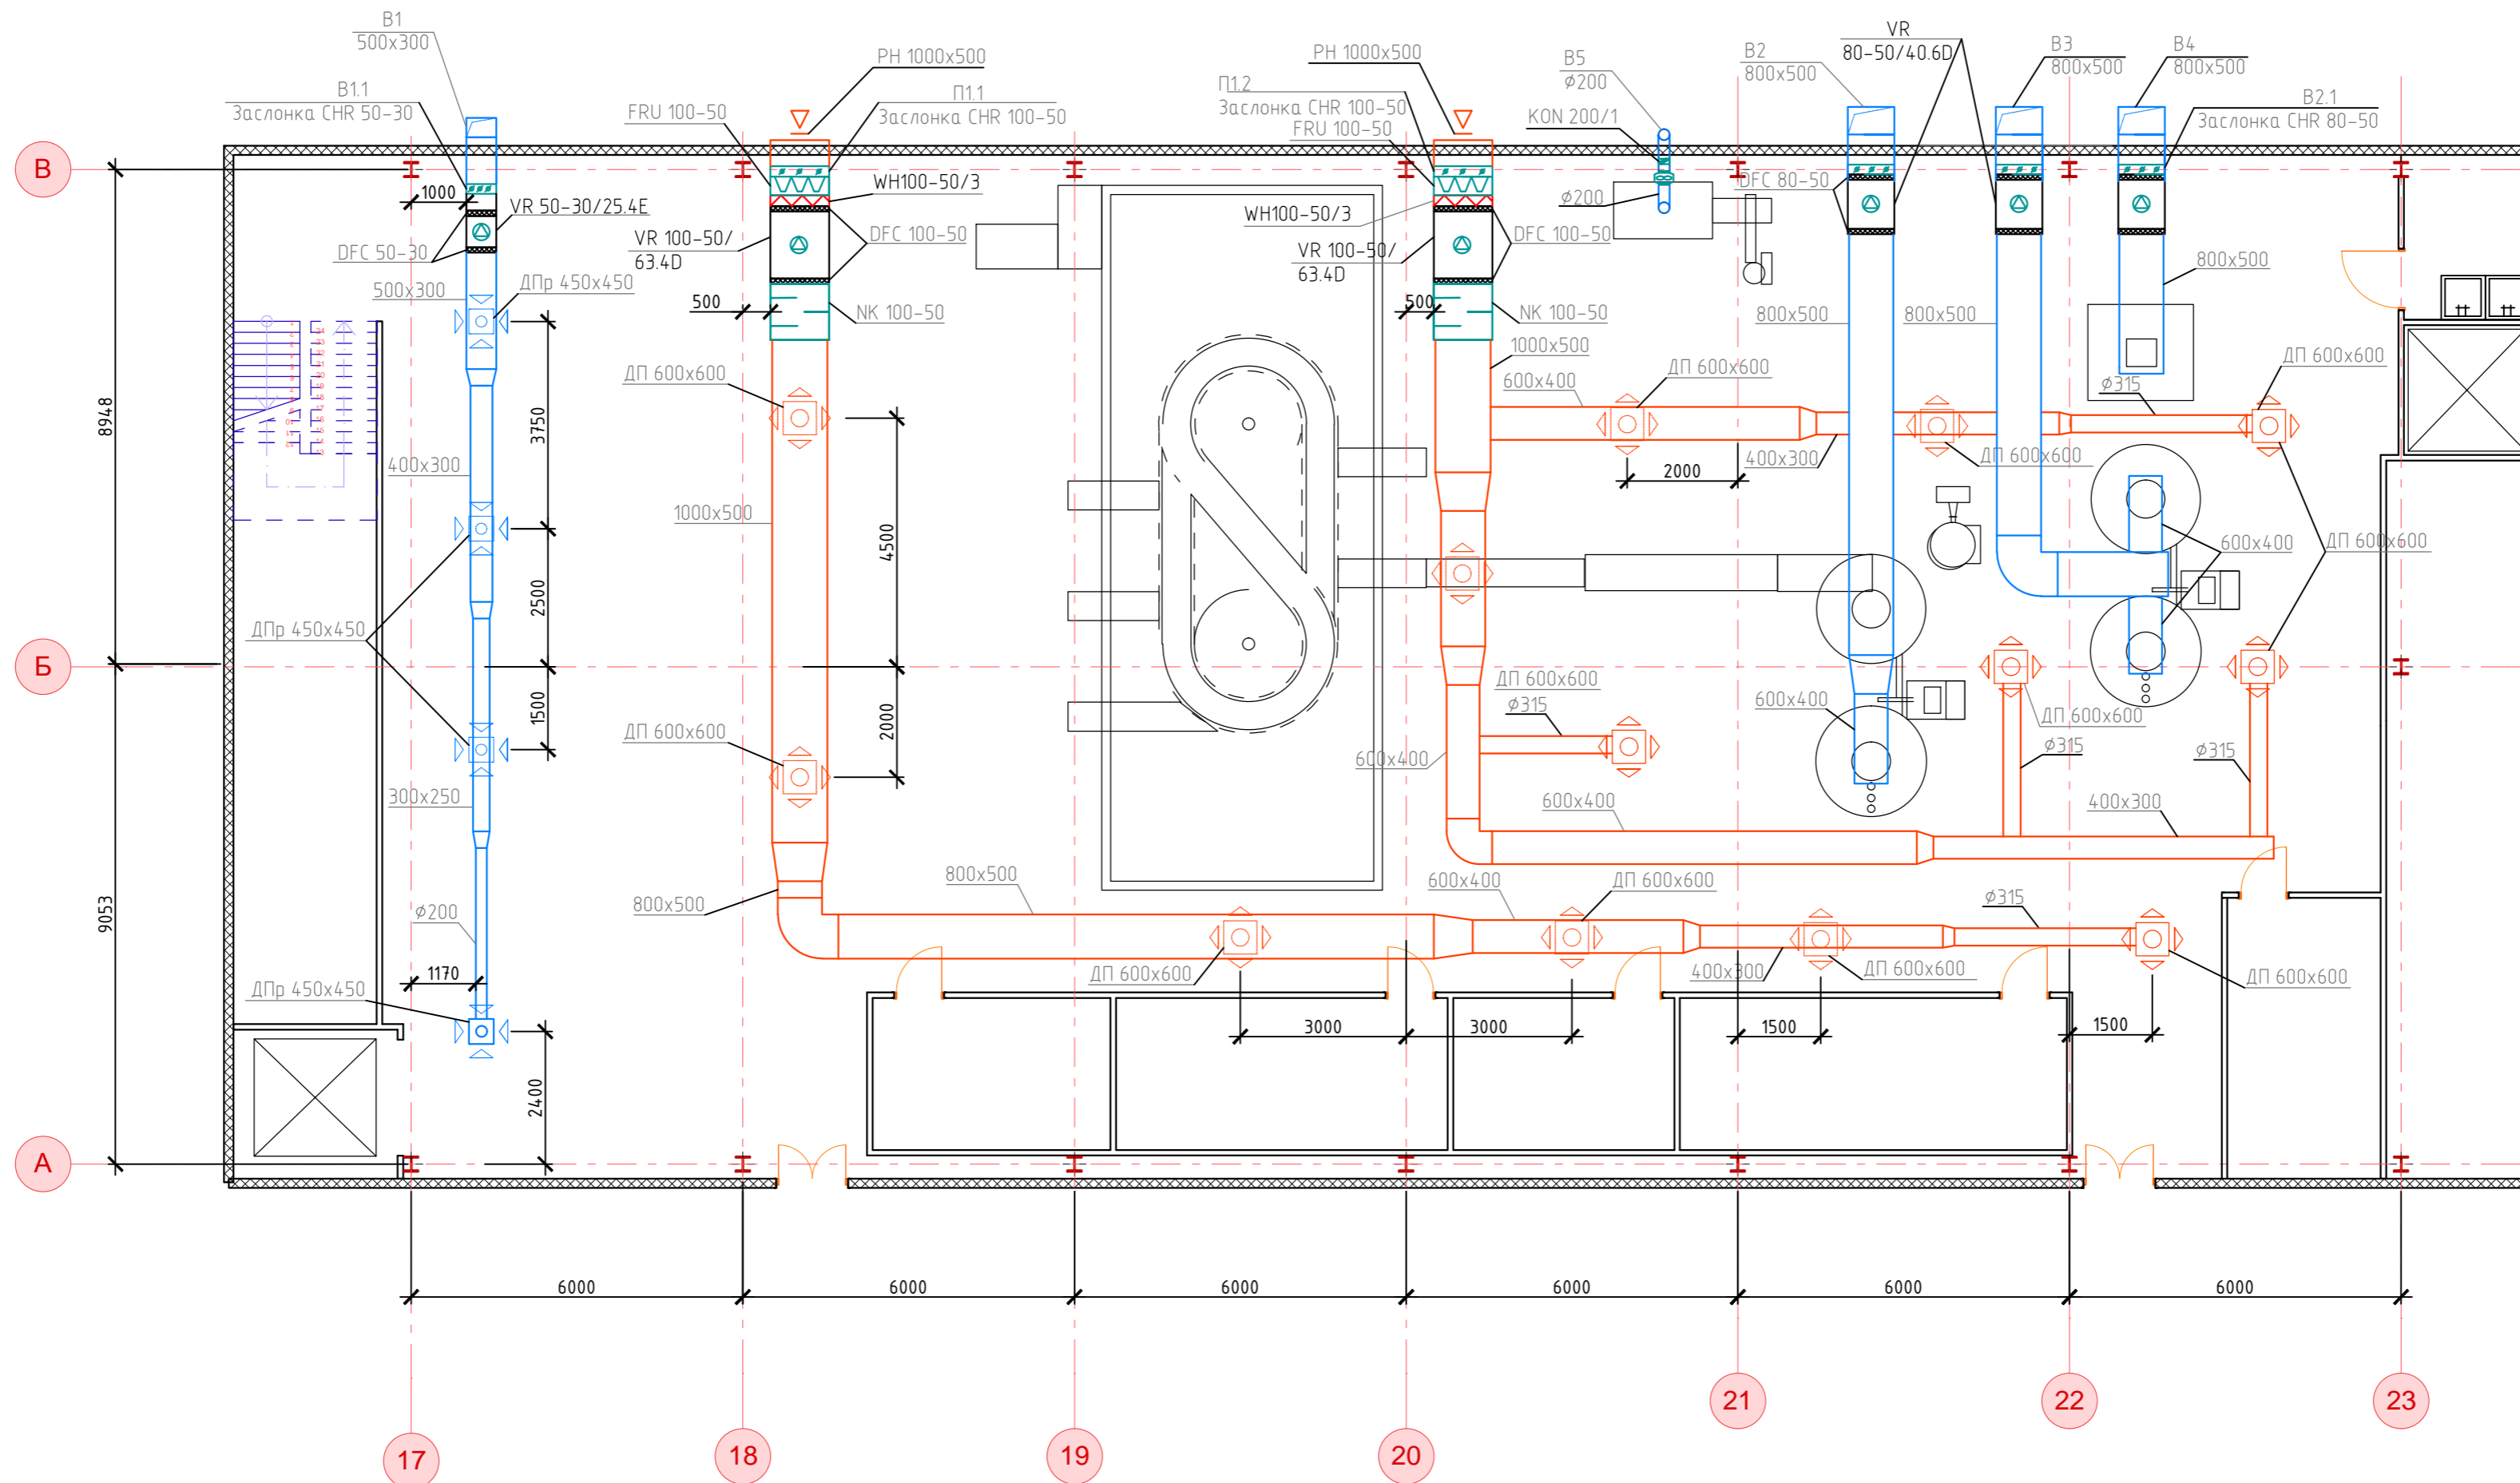 В1
500х300
В1.1
Заслонка CHR 50-30
РН 1000х500
FRU 100-50
П1.1
Заслонка CHR 100-50
РН 1000х500
П1.2
Заслонка CHR 100-50
FRU 100-50
В5
ø200
KON 200/1
В2
800х500
VR
80-50/40.6D
В3
800х500
В4
800х500
В2.1
Заслонка CHR 80-50
В
1000
VR 50-30/25.4E
DFC 50-30
WH100-50/3
VR 100-50/
63.4D
DFC 100-50
WH100-50/3
VR 100-50/
63.4D
DFC 100-50
ø200
DFC 80-50
500х300
ДПр 450х450
500
NK 100-50
500
NK 100-50
800х500
800х500
800х500
1000х500
ДП 600х600
600х400
ДП 600х600
ø315
ДП 600х600
8948
3750
400х300
2000
400х300
ДП 600х600
1000х500
4500
600х400
ДП 600х600
2500
ДПр 450х450
Б
1500
2000
ДП 600х600
ДП 600х600
ø315
600х400
600х400
ДП 600х600
ø315
ø315
300х250
600х400
400х300
9053
800х500
800х500
600х400
ДП 600х600
ø315
ø200
1170
ДПр 450х450
ДП 600х600
400х300
ДП 600х600
ДП 600х600
3000
3000
1500
1500
2400
А
6000
6000
6000
6000
6000
6000
17
18
19
20
21
22
23